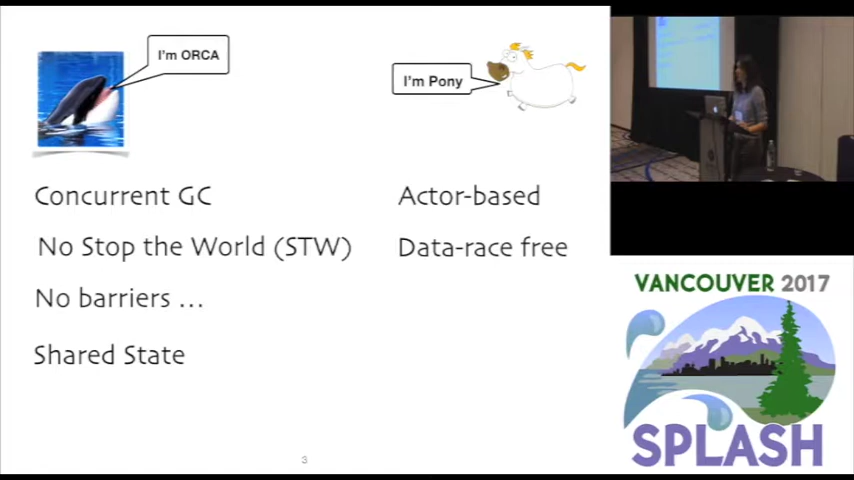 I'm ORCA
I'm Pony
Concurrent GC
No Stop the World (STW)
No barriers ...
Shared State
Actor-based
Data-race free
3
VANCOUVER 2017
SPLASH